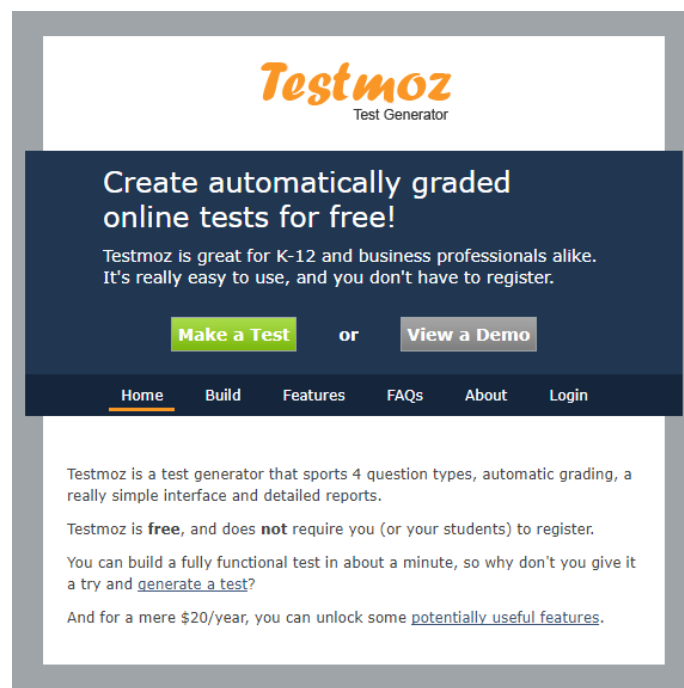 Testmoz
Test Generator
Create automatically graded
online tests for free!
Testmoz is great for K-12 and business professionals alike.
It's really easy to use, and you don't have to register.
Make a Test or View a Demo
Home Build Features FAQs About Login
Testmoz is a test generator that sports 4 question types, automatic grading, a
really simple interface and detailed reports.
Testmoz is free, and does not require you (or your students) to register.
You can build a fully functional test in about a minute, so why don't you give it
a try and generate a test?
And for a mere $20/year, you can unlock some potentially useful features.